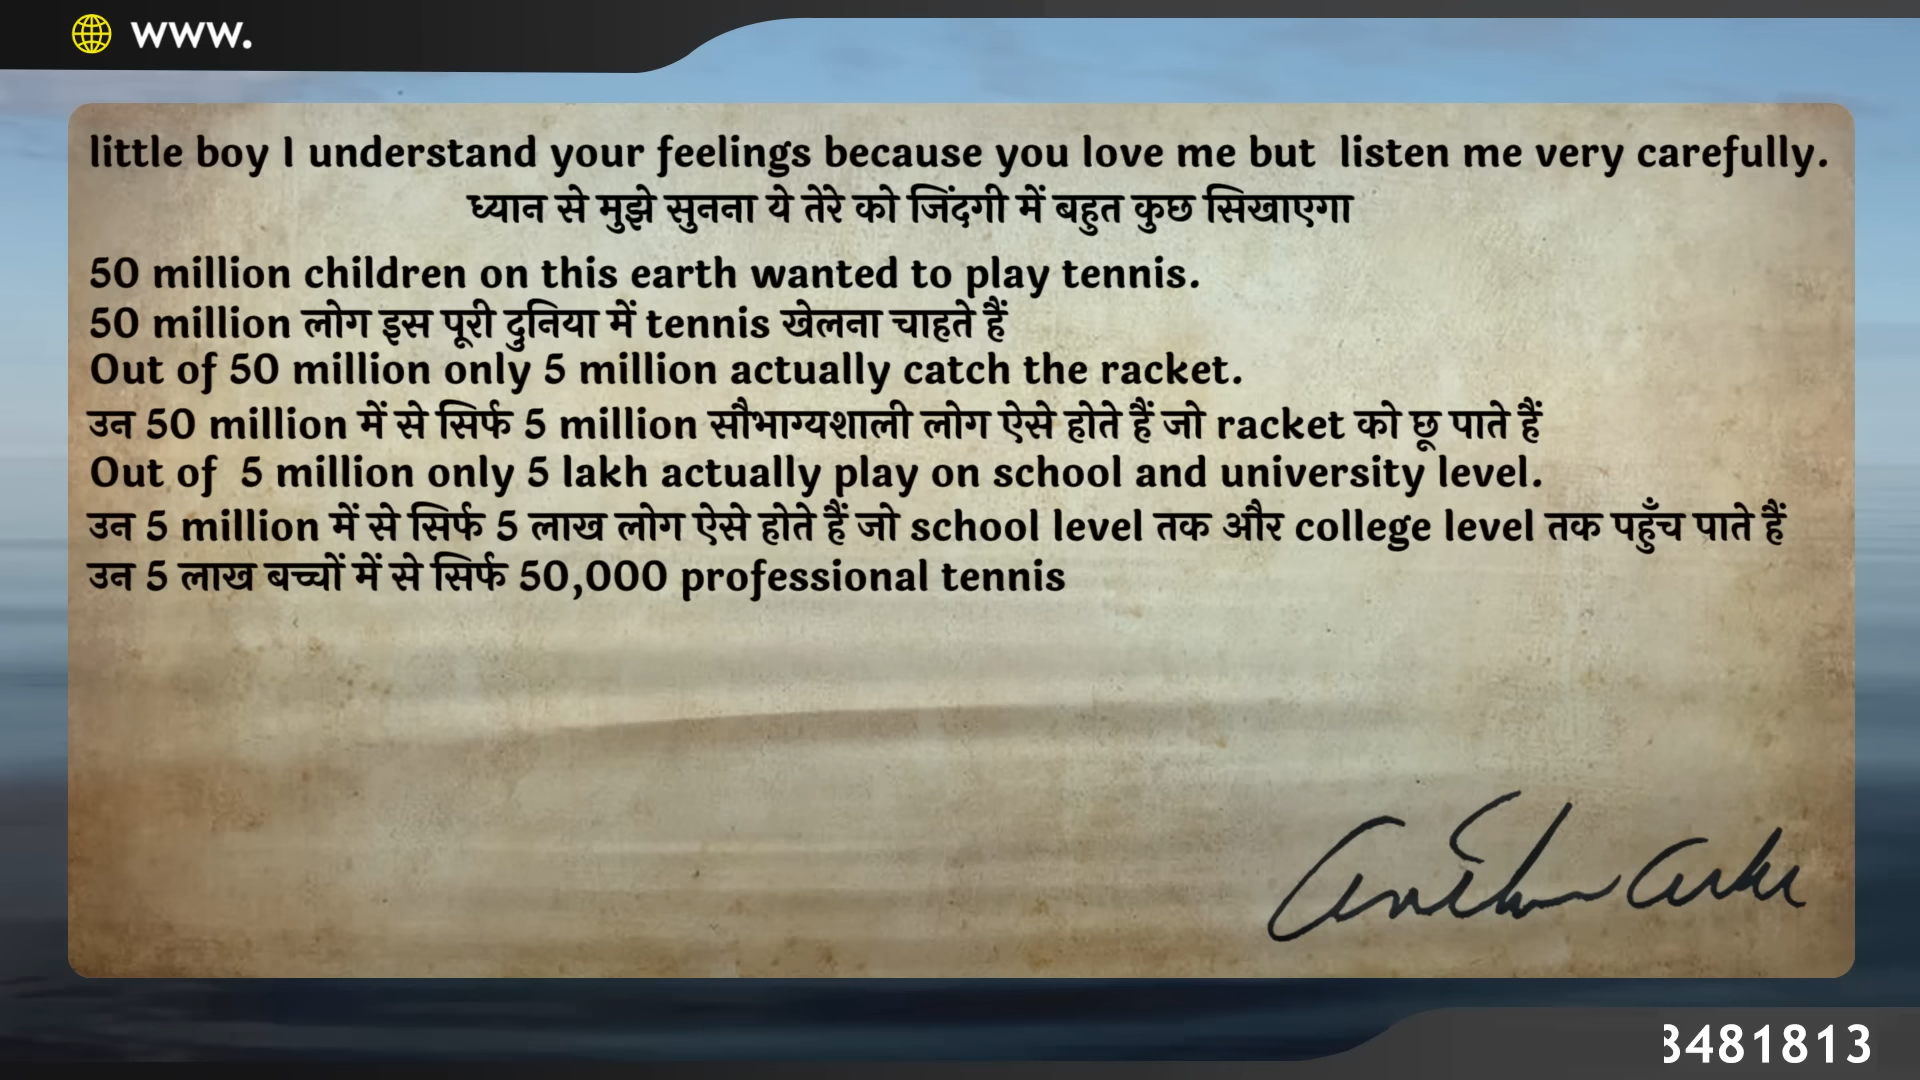 www.
little boy I understand your feelings because you love me but listen me very carefully.
ध्यान से मुझे सुनना ये तेरे को जिंदगी में बहुत कुछ सिखाएगा
50 million children on this earth wanted to play tennis.
50 million लोग इस पूरी दुनिया में tennis खेलना चाहते हैं
Out of 50 million only 5 million actually catch the racket.
उन 50 million में से सिर्फ 5 million सौभाग्यशाली लोग ऐसे होते हैं जो racket को छू पाते हैं
Out of 5 million only 5 lakh actually play on school and university level.
उन 5 million में से सिर्फ 5 लाख लोग ऐसे होते हैं जो school level तक और college level तक पहुँच पाते हैं
उन 5 लाख बच्चों में से सिर्फ 50,000 professional tennis
3481813